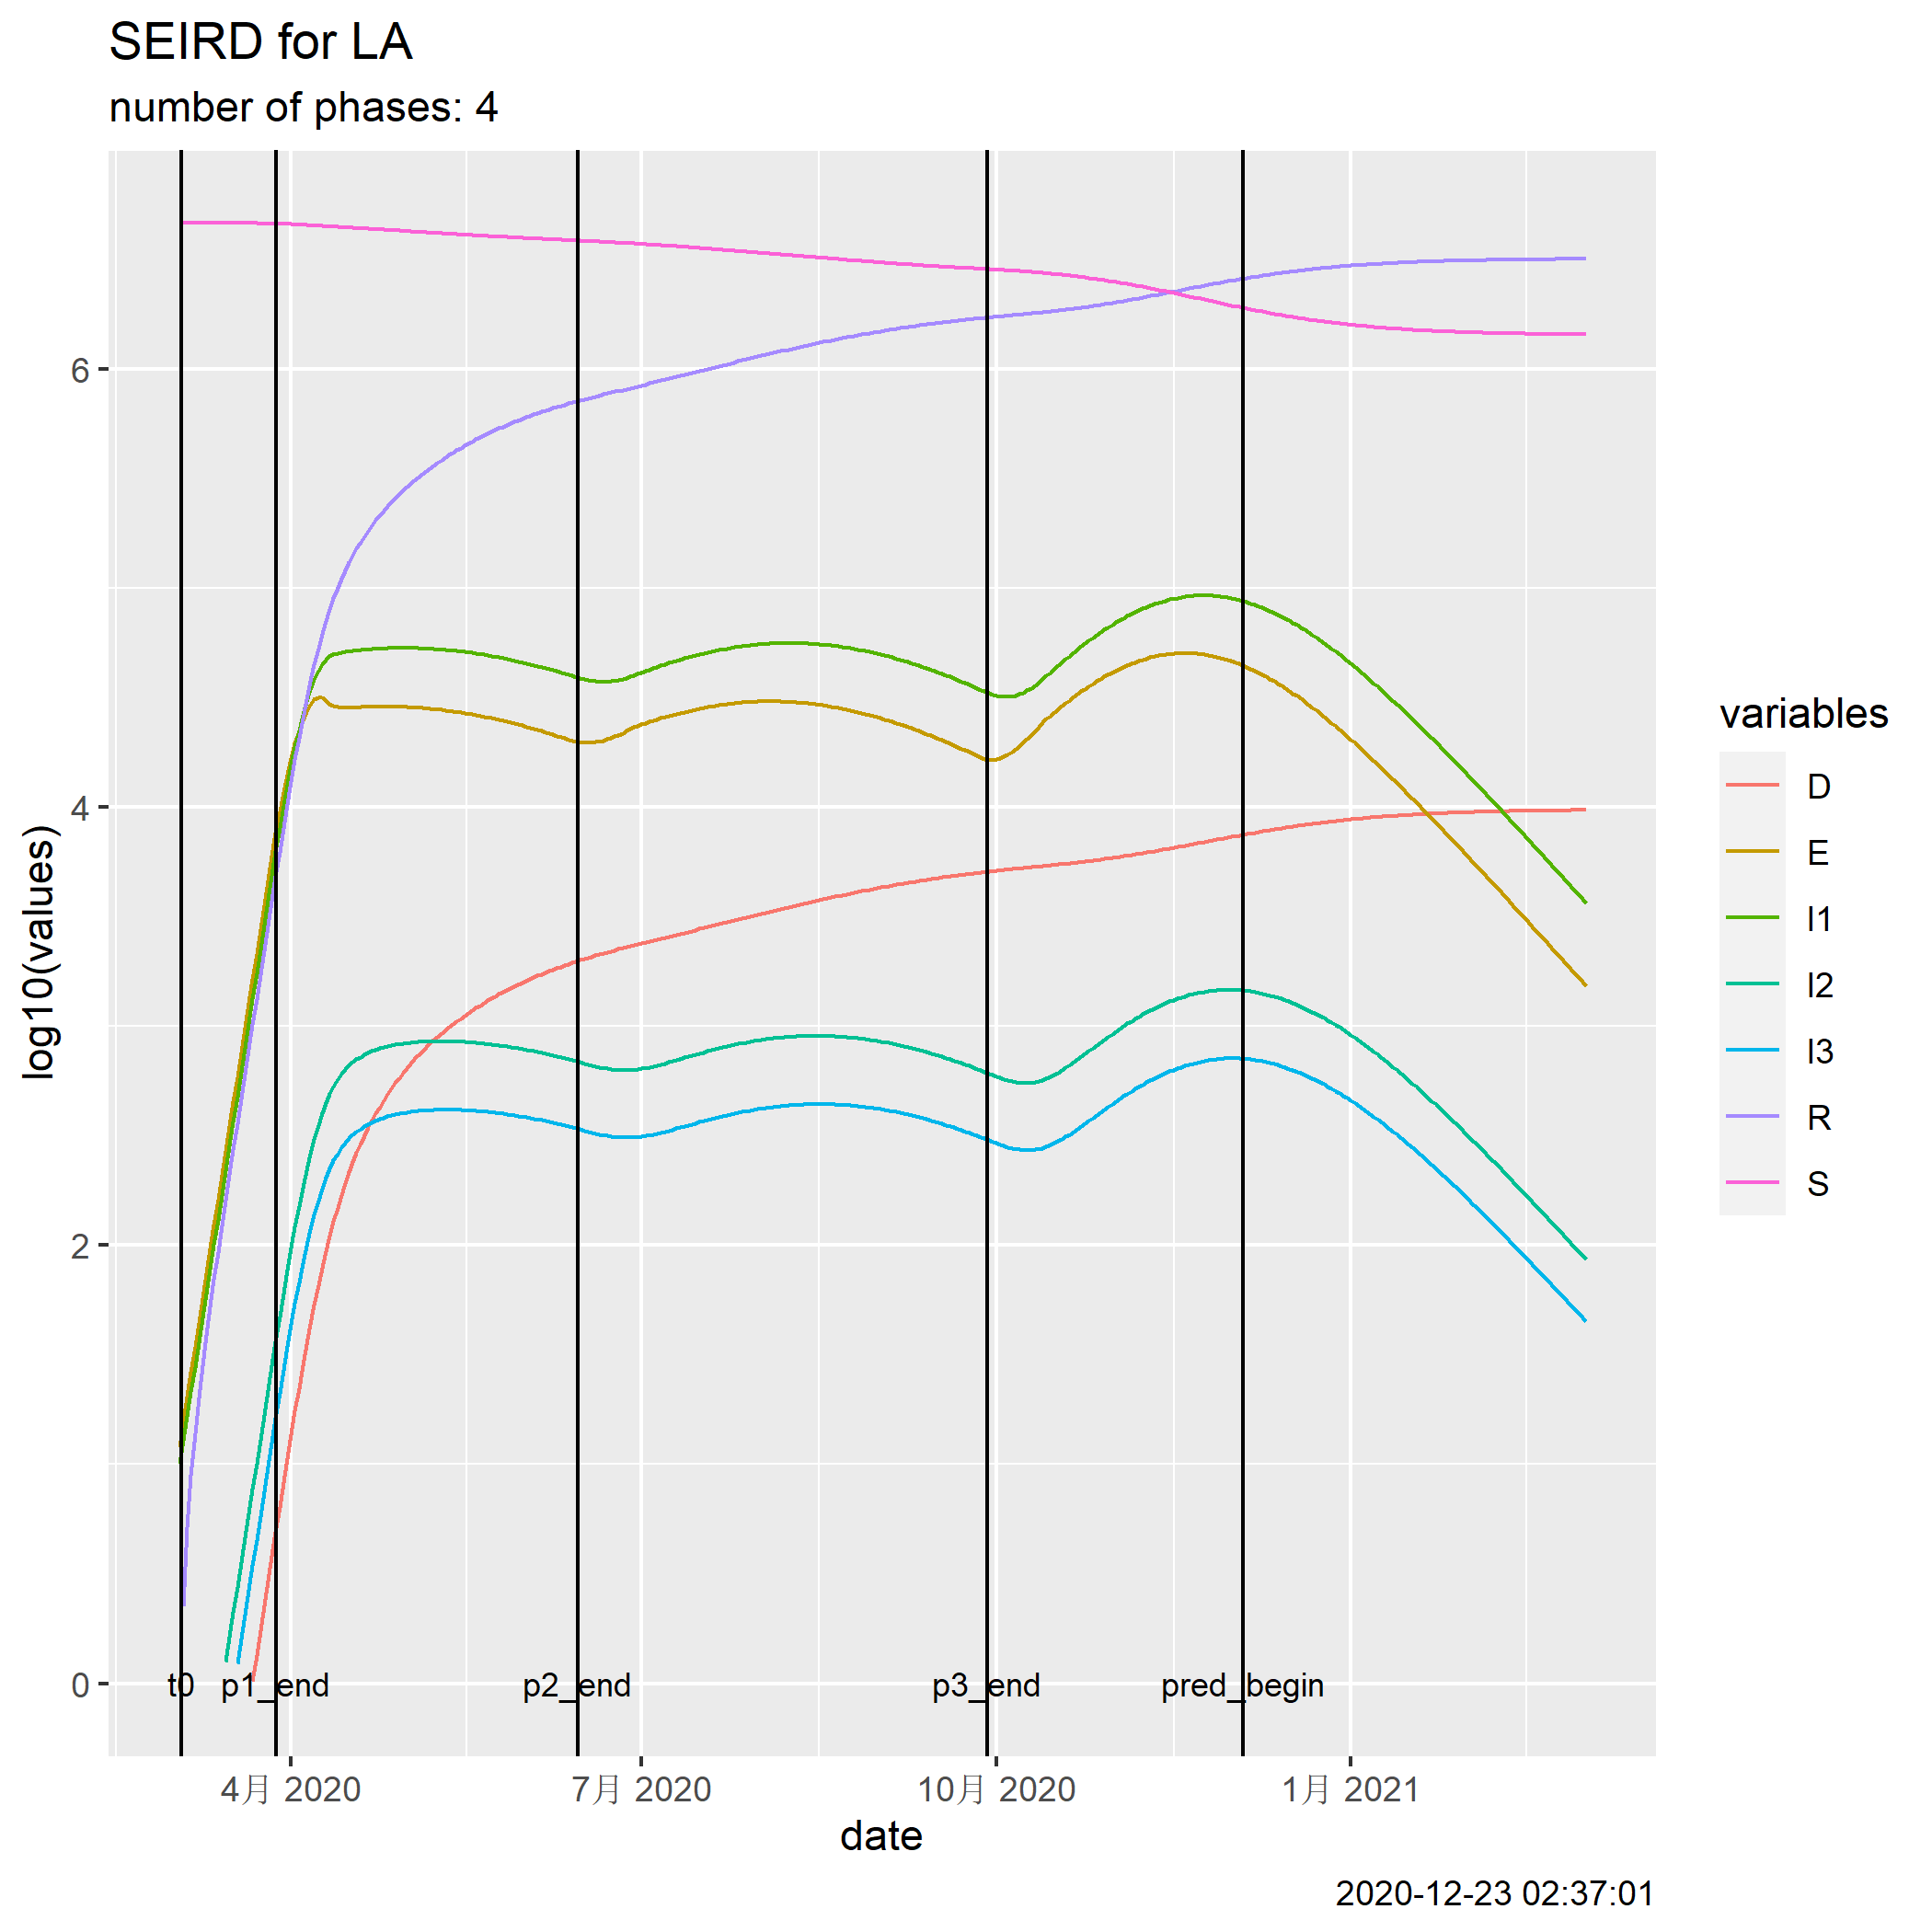 SEIRD for LA
number of phases: 4
log10(values)
6
4
2
0
t0 p1_end p2_end p3_end pred_begin
4月 2020 7月 2020 10月 2020 1月 2021
date
variables
D
E
I1
I2
I3
R
S
2020-12-23 02:37:01